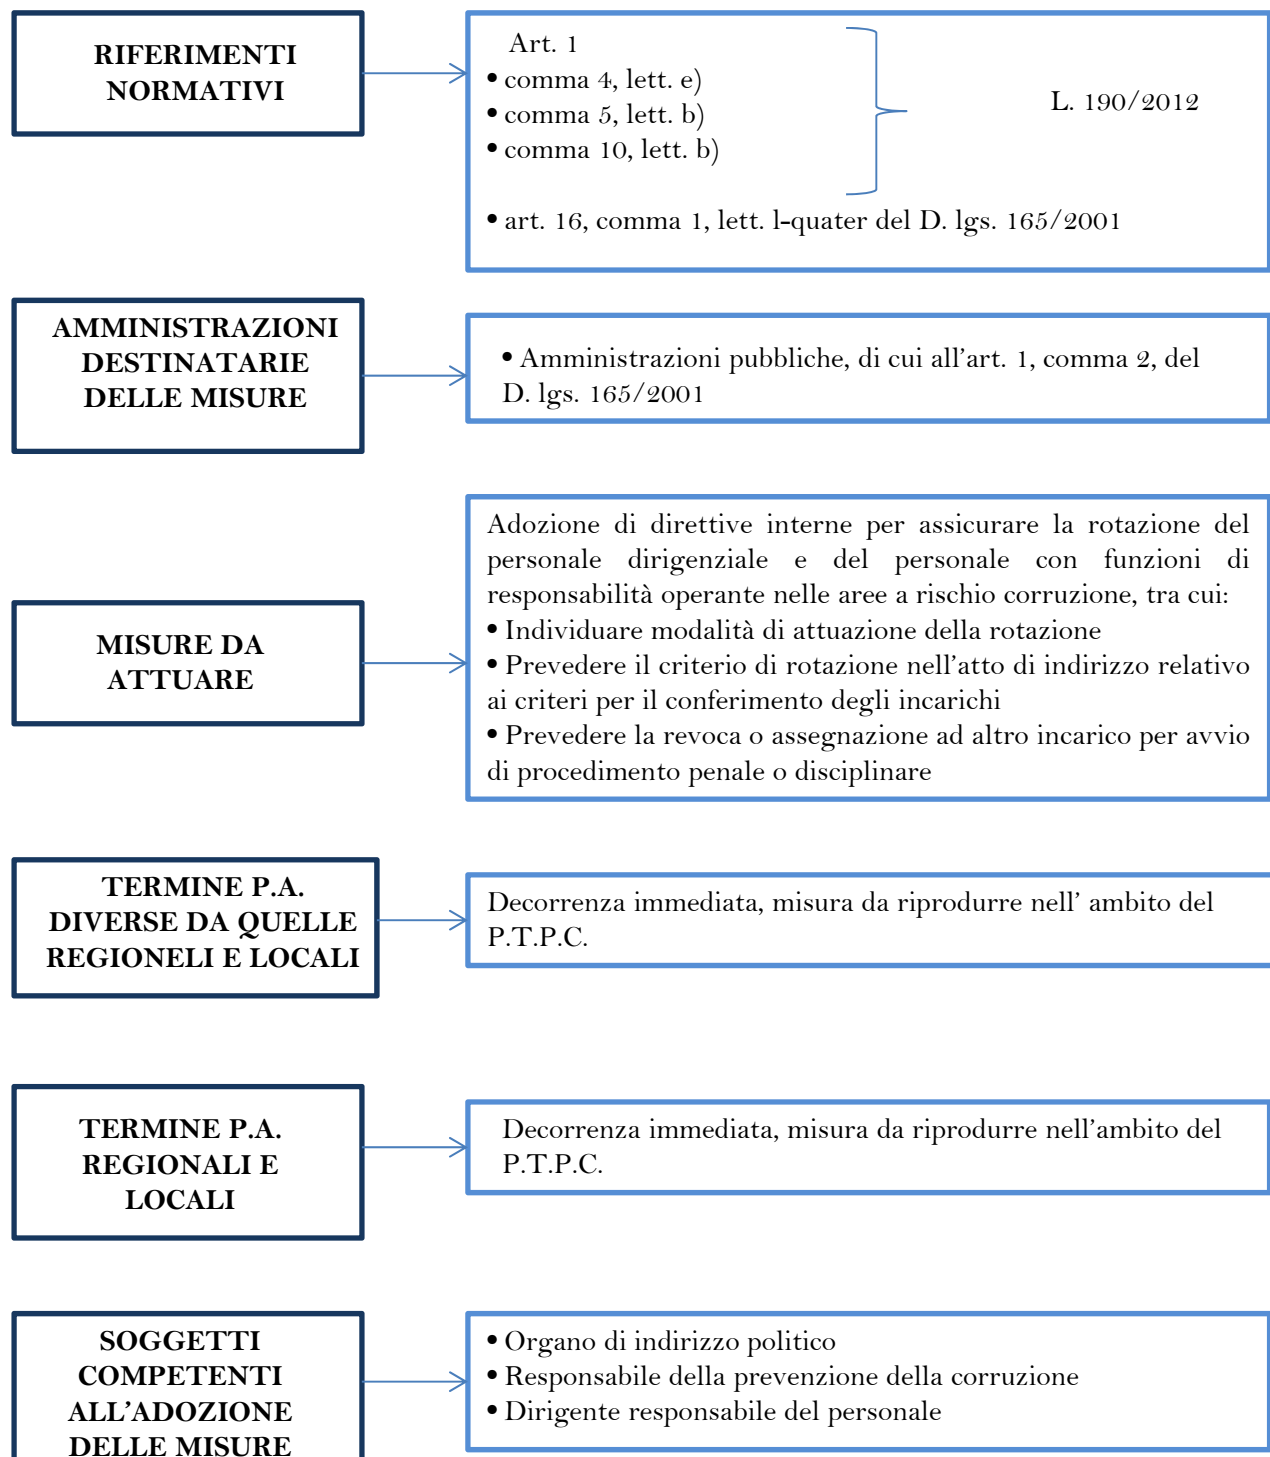 RIFERIMENTI
NORMATIVI
Art. 1
• comma 4, lett. e)
• comma 5, lett. b)
• comma 10, lett. b)
L. 190/2012
• art. 16, comma 1, lett. l-quater del D. lgs. 165/2001
AMMINISTRAZIONI
DESTINATARIE
DELLE MISURE
• Amministrazioni pubbliche, di cui all’art. 1, comma 2, del
D. lgs. 165/2001
MISURE DA
ATTUARE
Adozione di direttive interne per assicurare la rotazione del
personale dirigenziale e del personale con funzioni di
responsabilità operante nelle aree a rischio corruzione, tra cui:
• Individuare modalità di attuazione della rotazione
• Prevedere il criterio di rotazione nell’atto di indirizzo relativo
ai criteri per il conferimento degli incarichi
• Prevedere la revoca o assegnazione ad altro incarico per avvio
di procedimento penale o disciplinare
TERMINE P.A.
DIVERSE DA QUELLE
REGIONELI E LOCALI
Decorrenza immediata, misura da riprodurre nell’ ambito del
P.T.P.C.
TERMINE P.A.
REGIONALI E
LOCALI
Decorrenza immediata, misura da riprodurre nell’ambito del
P.T.P.C.
SOGGETTI
COMPETENTI
ALL’ADOZIONE
DELLE MISURE
• Organo di indirizzo politico
• Responsabile della prevenzione della corruzione
• Dirigente responsabile del personale